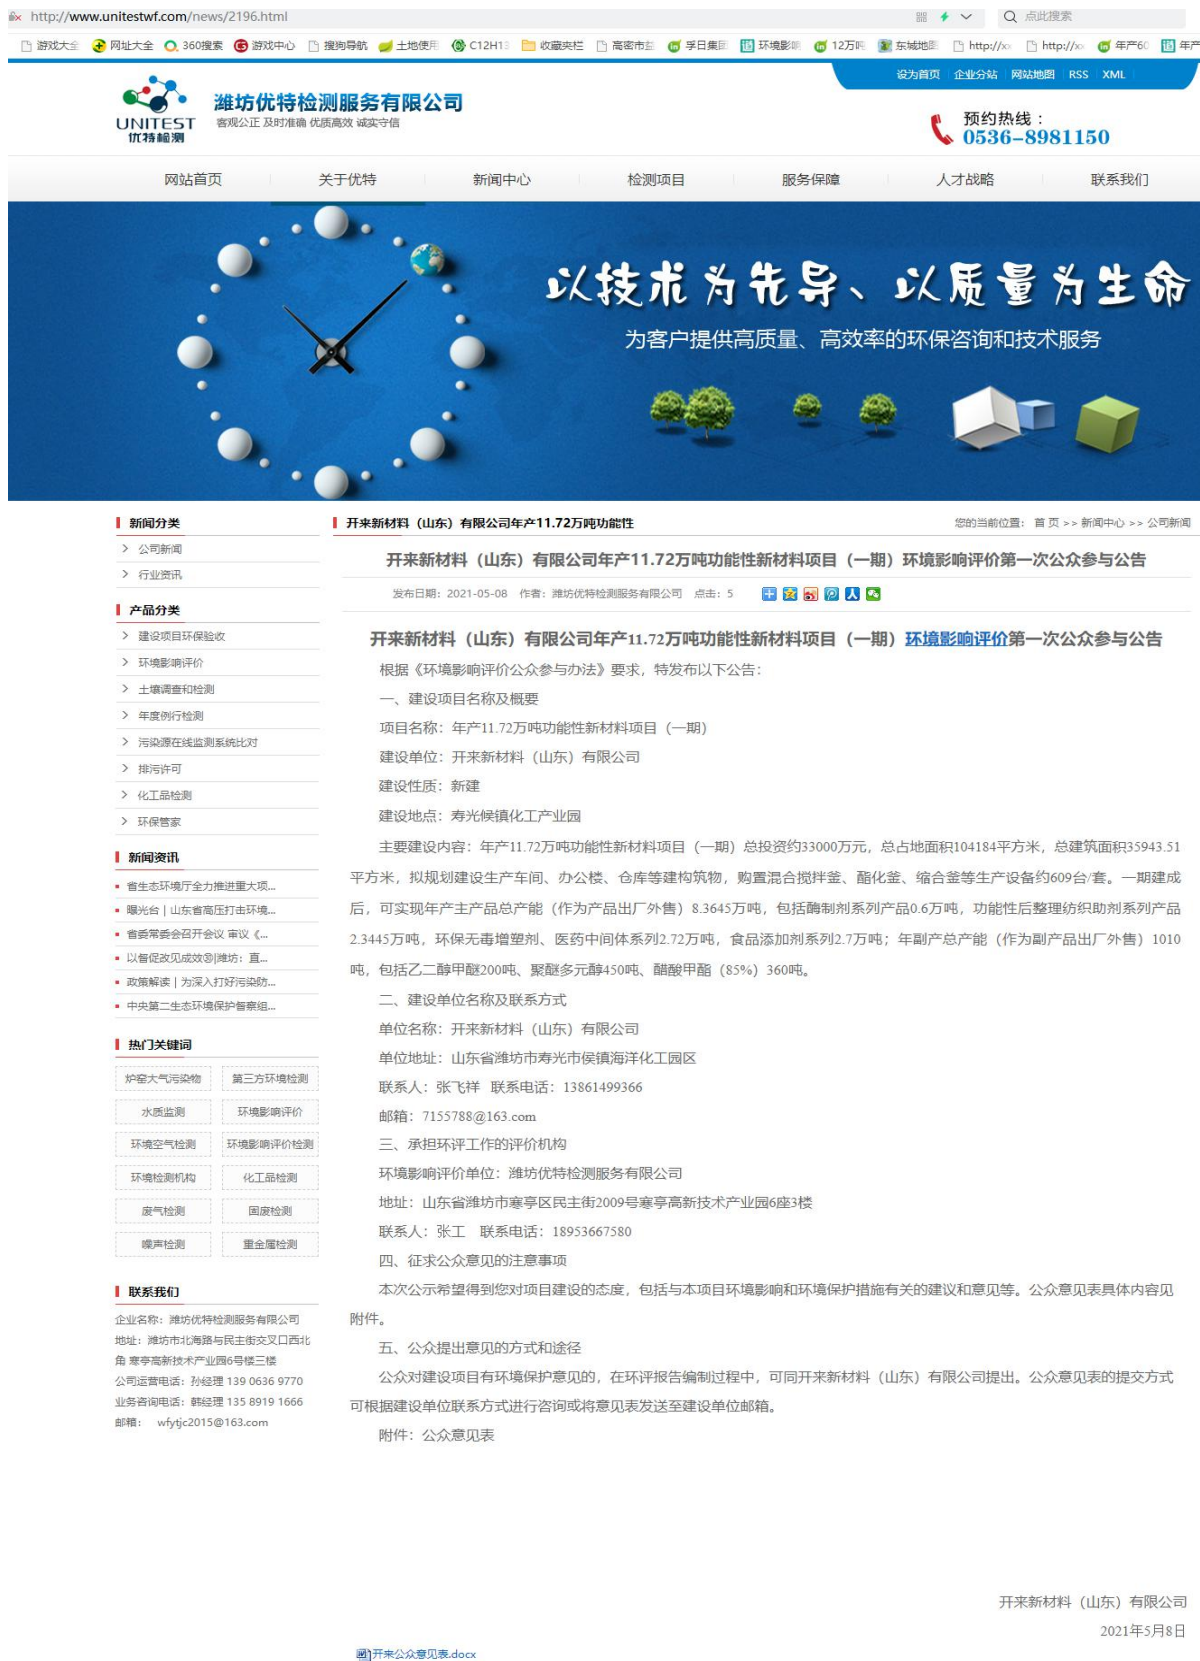 http://www.unitestwf.com/news/2196.html
点此搜索
游戏大全 网址大全 360搜索 游戏中心 搜狗导航 土地使用 C12H13 收藏夹栏 高密市益 孚日集团 环境影响 12万吨 东城地图 http://x http://x 年产60 年产
设为首页 企业分站 网站地图 RSS XML
UNITEST
优特检测
潍坊优特检测服务有限公司
客观公正 及时准确 优质高效 诚实守信
预约热线：
0536-8981150
网站首页 关于优特 新闻中心 检测项目 服务保障 人才战略 联系我们
以技术为先导、以质量为生命
为客户提供高质量、高效率的环保咨询和技术服务
新闻分类
公司新闻
行业资讯
产品分类
建设项目环保验收
环境影响评价
土壤调查和检测
年度例行检测
污染源在线监测系统比对
排污许可
化工品检测
环保管家
新闻资讯
省生态环境厅全力推进重大项...
曝光台 | 山东省高压打击环境...
省委常委会召开会议 审议《...
以督促改见成效⑩|潍坊：直...
政策解读 | 为深入打好污染防...
中央第二生态环境保护督察组...
热门关键词
炉窑大气污染物 第三方环境检测
水质监测 环境影响评价
环境空气检测 环境影响评价检测
环境检测机构 化工品检测
废气检测 固废检测
噪声检测 重金属检测
联系我们
企业名称：潍坊优特检测服务有限公司
地址：潍坊市北海路与民主街交叉口西北
角 寒亭高新技术产业园6号楼三楼
公司运营电话：孙经理 139 0636 9770
业务咨询电话：韩经理 135 8919 1666
邮箱： wfytjc2015@163.com
开来新材料（山东）有限公司年产11.72万吨功能性
您的当前位置： 首 页 >> 新闻中心 >> 公司新闻
开来新材料（山东）有限公司年产11.72万吨功能性新材料项目（一期）环境影响评价第一次公众参与公告
发布日期：2021-05-08 作者：潍坊优特检测服务有限公司 点击：5
开来新材料（山东）有限公司年产11.72万吨功能性新材料项目（一期）环境影响评价第一次公众参与公告
根据《环境影响评价公众参与办法》要求，特发布以下公告：
一、建设项目名称及概要
项目名称：年产11.72万吨功能性新材料项目（一期）
建设单位：开来新材料（山东）有限公司
建设性质：新建
建设地点：寿光候镇化工产业园
主要建设内容：年产11.72万吨功能性新材料项目（一期）总投资约33000万元，总占地面积104184平方米，总建筑面积35943.51
平方米，拟规划建设生产车间、办公楼、仓库等建构筑物，购置混合搅拌釜、酯化釜、缩合釜等生产设备约609台/套。一期建成
后，可实现年产主产品总产能（作为产品出厂外售）8.3645万吨，包括酶制剂系列产品0.6万吨，功能性后整理纺织助剂系列产品
2.3445万吨，环保无毒增塑剂、医药中间体系列2.72万吨，食品添加剂系列2.7万吨；年副产总产能（作为副产品出厂外售）1010
吨，包括乙二醇甲醚200吨、聚醚多元醇450吨、醋酸甲酯（85%）360吨。
二、建设单位名称及联系方式
单位名称：开来新材料（山东）有限公司
单位地址：山东省潍坊市寿光市侯镇海洋化工园区
联系人：张飞祥 联系电话：13861499366
邮箱：7155788@163.com
三、承担环评工作的评价机构
环境影响评价单位：潍坊优特检测服务有限公司
地址：山东省潍坊市寒亭区民主街2009号寒亭高新技术产业园6座3楼
联系人：张工 联系电话：18953667580
四、征求公众意见的注意事项
本次公示希望得到您对项目建设的态度，包括与本项目环境影响和环境保护措施有关的建议和意见等。公众意见表具体内容见
附件。
五、公众提出意见的方式和途径
公众对建设项目有环境保护意见的，在环评报告编制过程中，可同开来新材料（山东）有限公司提出。公众意见表的提交方式
可根据建设单位联系方式进行咨询或将意见表发送至建设单位邮箱。
附件：公众意见表
开来新材料（山东）有限公司
2021年5月8日
开来公众意见表.docx